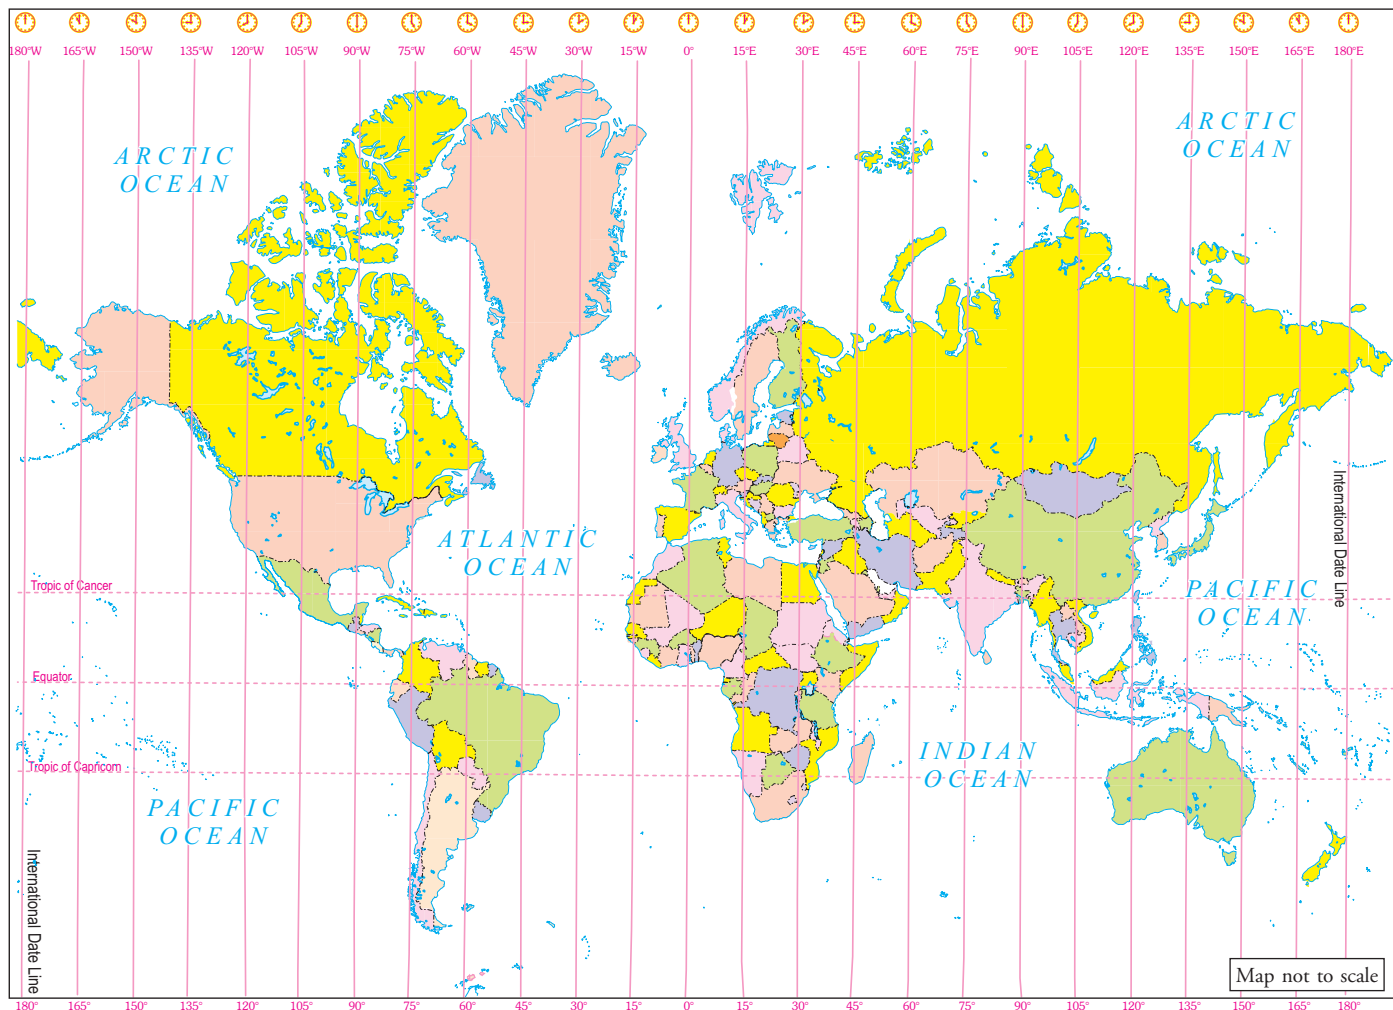 180°W 165°W 150°W 135°W 120°W 105°W 90°W 75°W 60°W 45°W 30°W 15°W 0° 15°E 30°E 45°E 60°E 75°E 90°E 105°E 120°E 135°E 150°E 165°E 180°E
ARCTIC
OCEAN
ARCTIC
OCEAN
ATLANTIC
OCEAN
International Date Line
Tropic of Cancer
PACIFIC
OCEAN
Equator
INDIAN
OCEAN
Tropic of Capricorn
PACIFIC
OCEAN
International Date Line
Map not to scale
180° 165° 150° 135° 120° 105° 90° 75° 60° 45° 30° 15° 0° 15° 30° 45° 60° 75° 90° 105° 120° 135° 150° 165° 180°